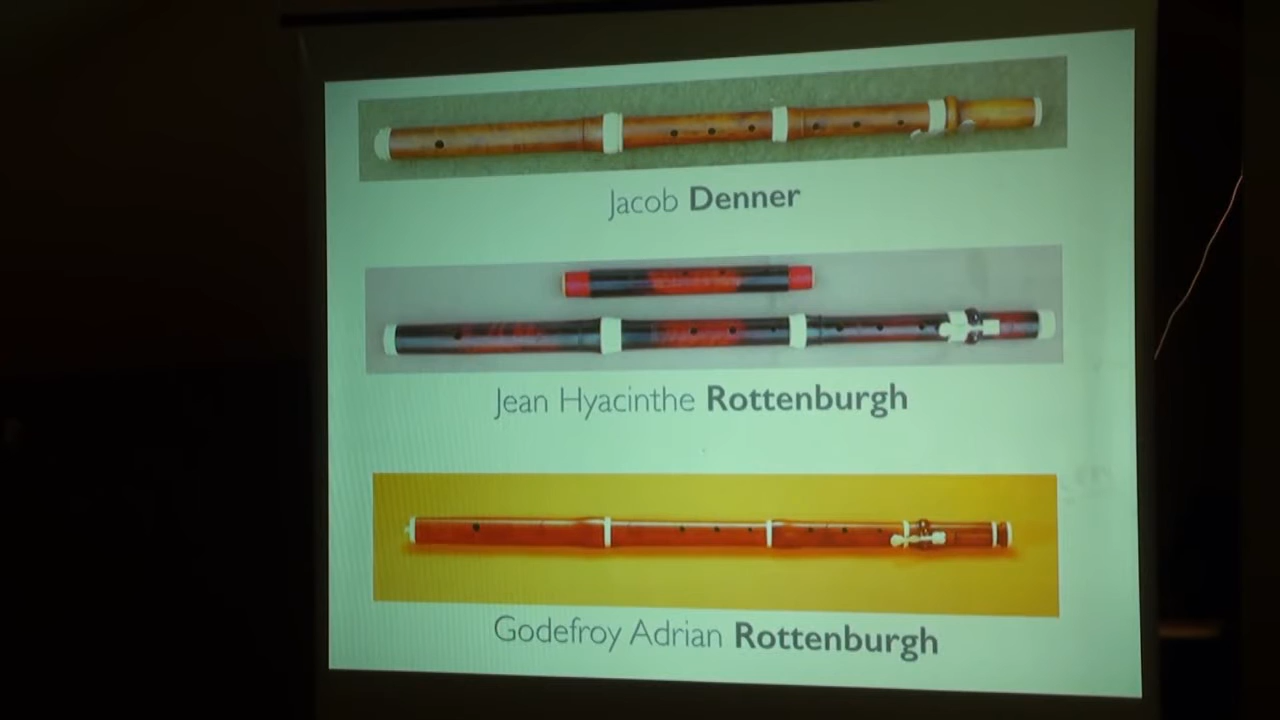 Jacob Denner
Jean Hyacinthe Rottenburgh
Godefroy Adrian Rottenburgh